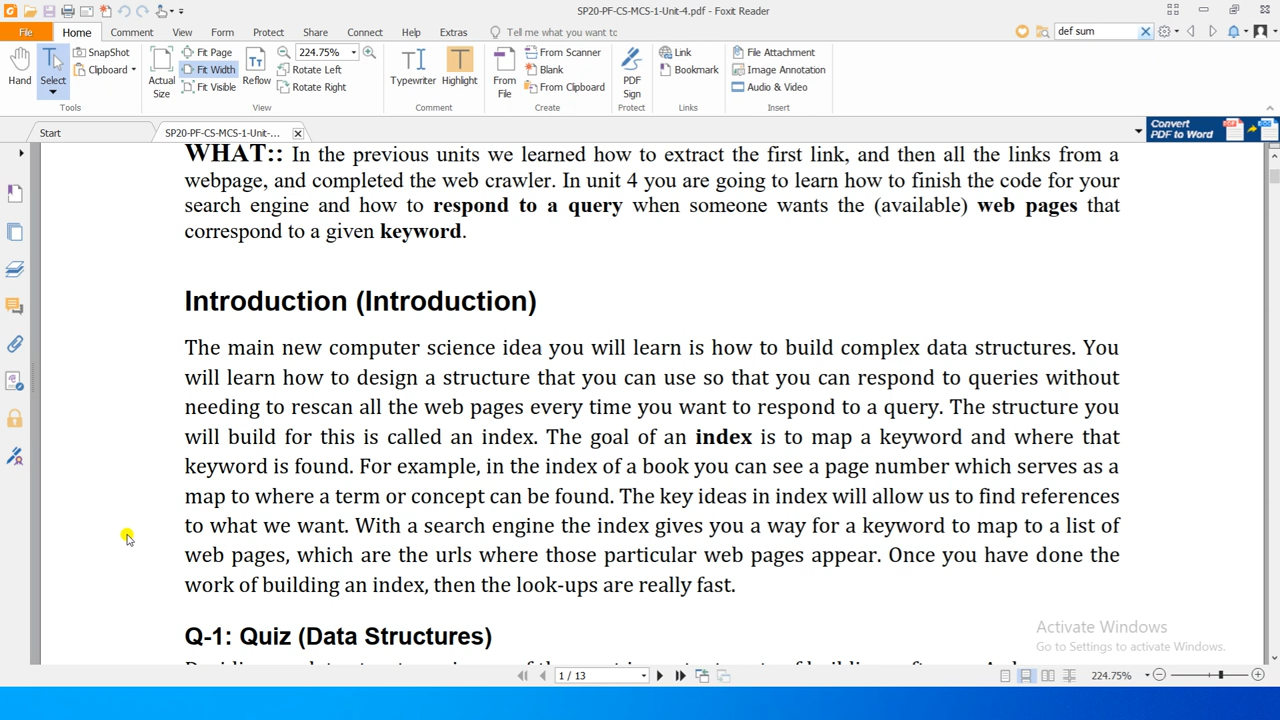 SP20-PF-CS-MCS-1-Unit-4.pdf - Foxit Reader
File Home Comment View Form Protect Share Connect Help Extras Tell me what you want tc def sum
Hand
Select
SnapShot
Clipboard
Tools
Actual Size
Fit Page
Fit Width
Fit Visible
Reflow
224.75%
Rotate Left
Rotate Right
View
Typewriter
Highlight
Comment
From File
From Scanner
Blank
From Clipboard
Create
PDF Sign
Protect
Link
Bookmark
Links
File Attachment
Image Annotation
Audio & Video
Insert
Start
SP20-PF-CS-MCS-1-Unit-...
Convert
PDF to Word
WHAT:: In the previous units we learned how to extract the first link, and then all the links from a
webpage, and completed the web crawler. In unit 4 you are going to learn how to finish the code for your
search engine and how to respond to a query when someone wants the (available) web pages that
correspond to a given keyword.
Introduction (Introduction)
The main new computer science idea you will learn is how to build complex data structures. You
will learn how to design a structure that you can use so that you can respond to queries without
needing to rescan all the web pages every time you want to respond to a query. The structure you
will build for this is called an index. The goal of an index is to map a keyword and where that
keyword is found. For example, in the index of a book you can see a page number which serves as a
map to where a term or concept can be found. The key ideas in index will allow us to find references
to what we want. With a search engine the index gives you a way for a keyword to map to a list of
web pages, which are the urls where those particular web pages appear. Once you have done the
work of building an index, then the look-ups are really fast.
Q-1: Quiz (Data Structures)
Activate Windows
Go to Settings to activate Windows.
1 / 13
224.75%